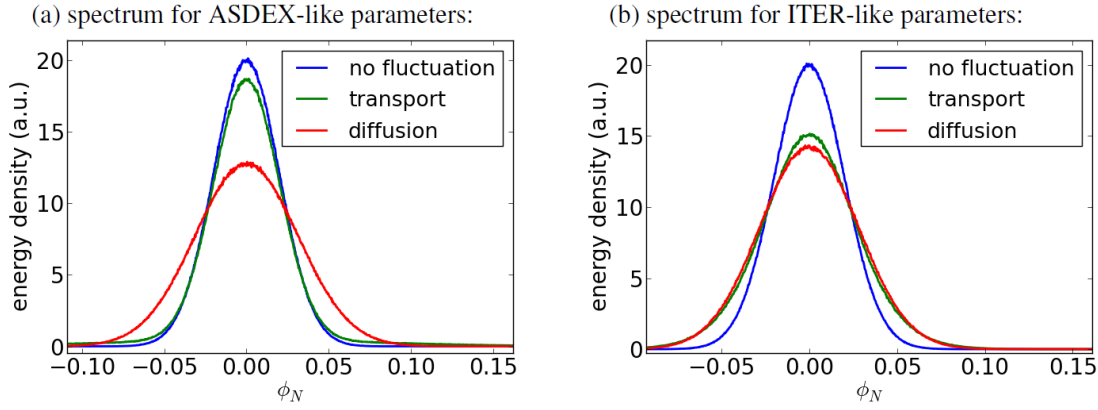 (a) spectrum for ASDEX-like parameters:
(b) spectrum for ITER-like parameters:
energy density (a.u.)
20
15
10
5
0
no fluctuation
transport
diffusion
−0.10 −0.05 0.00 0.05 0.10 0.15
ϕN
energy density (a.u.)
20
15
10
5
0
no fluctuation
transport
diffusion
−0.05 0.00 0.05 0.10 0.15
ϕN